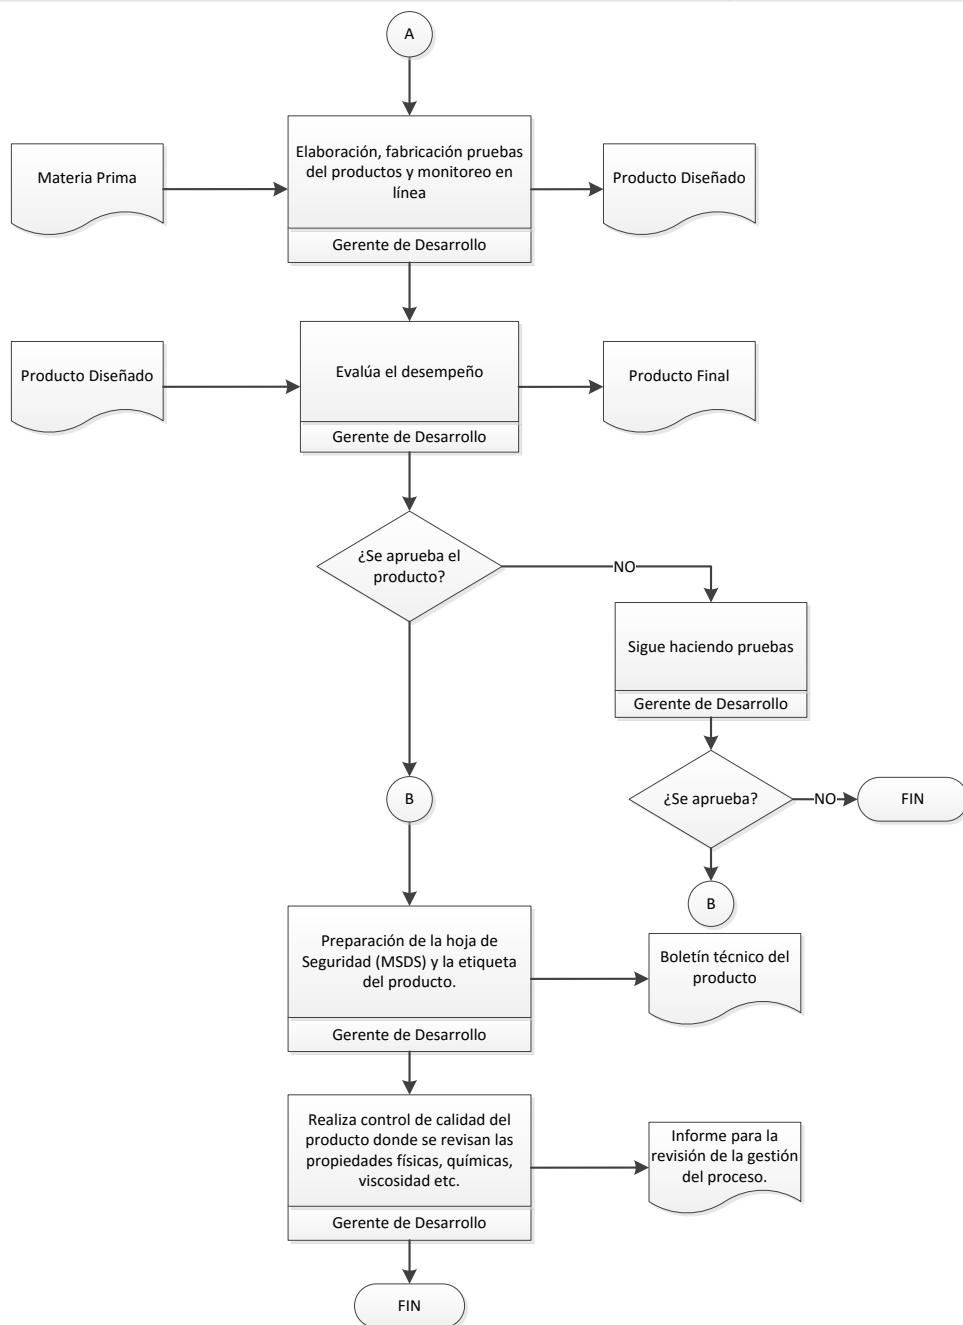 A
Materia Prima
Elaboración, fabricación pruebas
del productos y monitoreo en
línea
Gerente de Desarrollo
Producto Diseñado
Producto Diseñado
Evalúa el desempeño
Gerente de Desarrollo
Producto Final
¿Se aprueba el
producto?
NO
Sigue haciendo pruebas
Gerente de Desarrollo
¿Se aprueba?
NO
FIN
B
B
Preparación de la hoja de
Seguridad (MSDS) y la etiqueta
del producto.
Gerente de Desarrollo
Boletín técnico del
producto
Realiza control de calidad del
producto donde se revisan las
propiedades físicas, químicas,
viscosidad etc.
Gerente de Desarrollo
Informe para la
revisión de la gestión
del proceso.
FIN